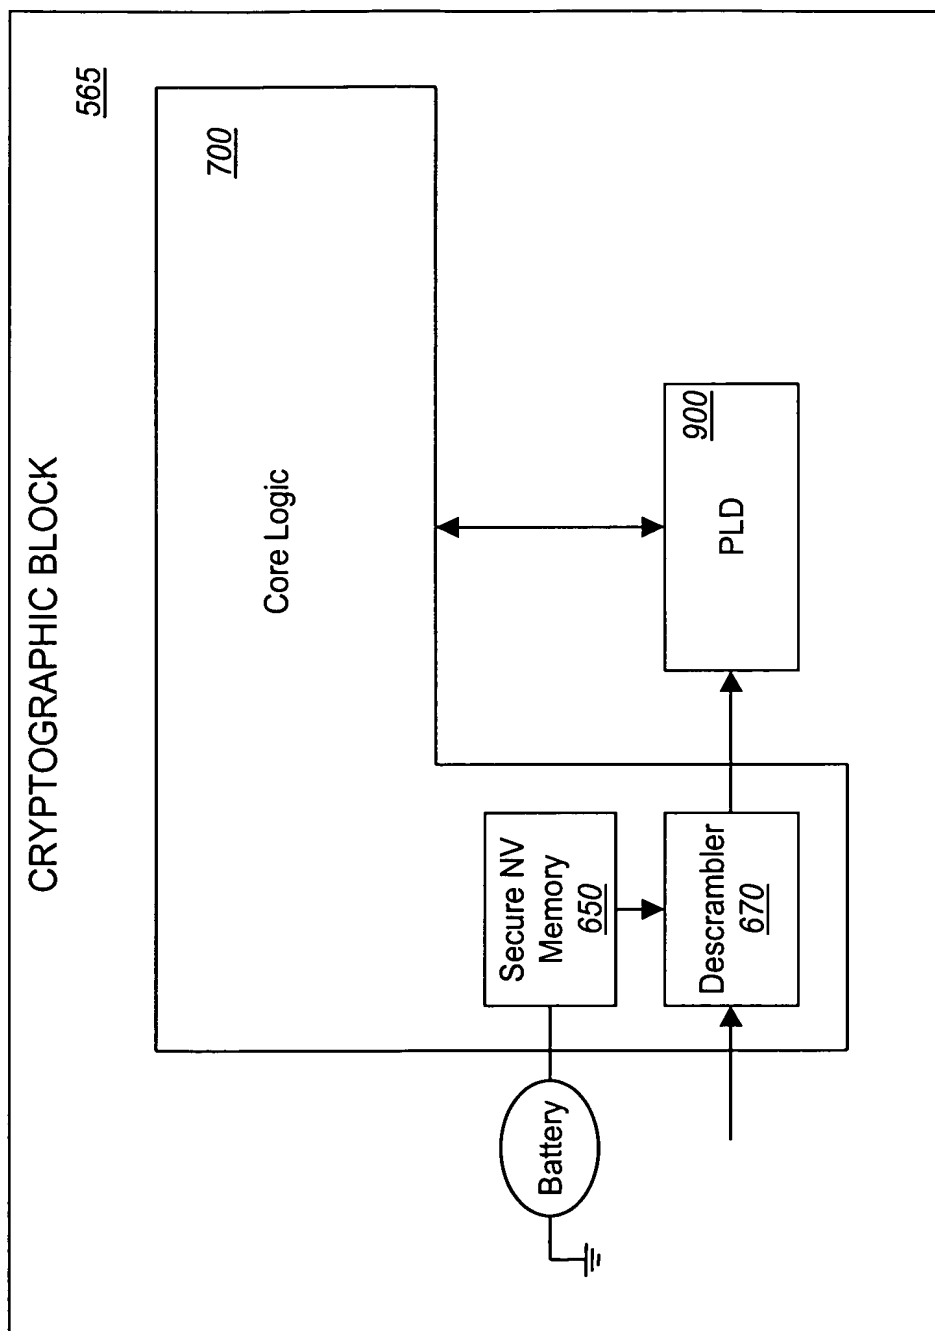 CRYPTOGRAPHIC BLOCK
565
700
Core Logic
Secure NV
Memory
650
Battery
Descrambler
670
900
PLD